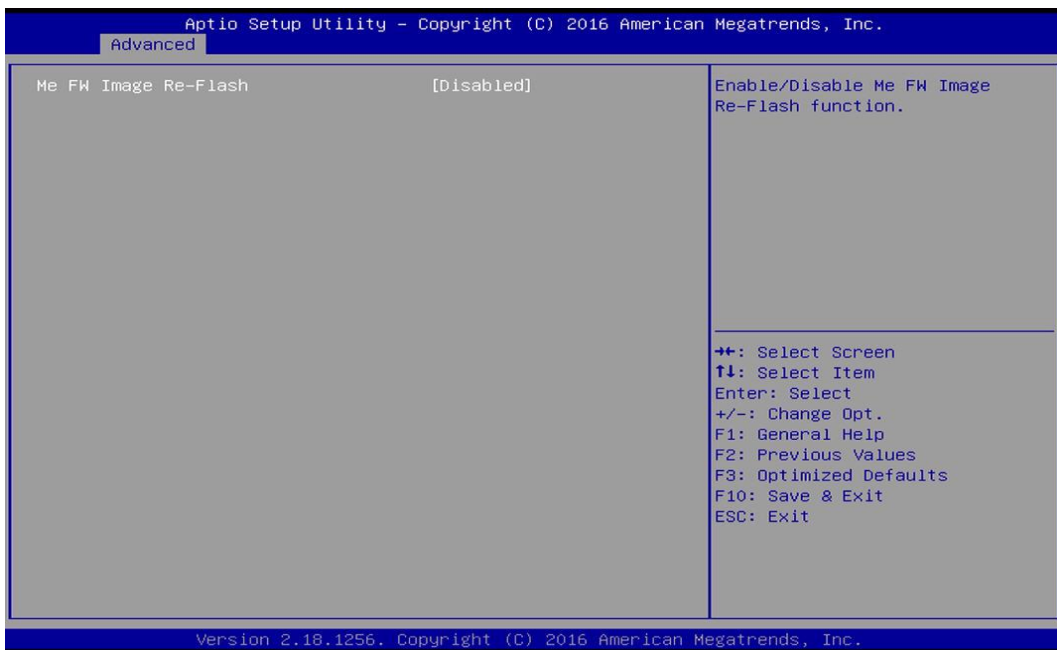 Aptio Setup Utility – Copyright (C) 2016 American Megatrends, Inc.
Advanced
Me FW Image Re-Flash [Disabled]
Enable/Disable Me FW Image
Re-Flash function.
→←: Select Screen
↑↓: Select Item
Enter: Select
+/-: Change Opt.
F1: General Help
F2: Previous Values
F3: Optimized Defaults
F10: Save & Exit
ESC: Exit
Version 2.18.1256. Copyright (C) 2016 American Megatrends, Inc.